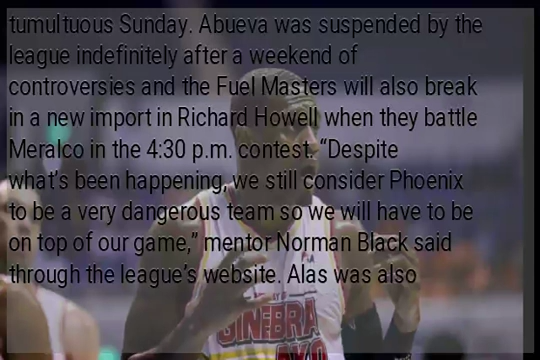 tumultuous Sunday. Abueva was suspended by the
league indefinitely after a weekend of
controversies and the Fuel Masters will also break
in a new import in Richard Howell when they battle
Meralco in the 4:30 p.m. contest. “Despite
what’s been happening, we still consider Phoenix
to be a very dangerous team so we will have to be
on top of our game,” mentor Norman Black said
through the league’s website. Alas was also
GINEBRA